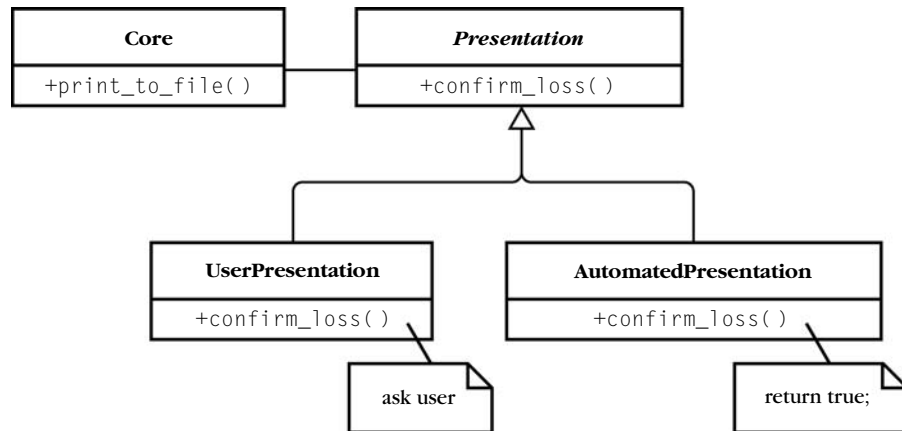 Core
Presentation
+print_to_file()
+confirm_loss()
UserPresentation
AutomatedPresentation
+confirm_loss()
+confirm_loss()
ask user
return true;